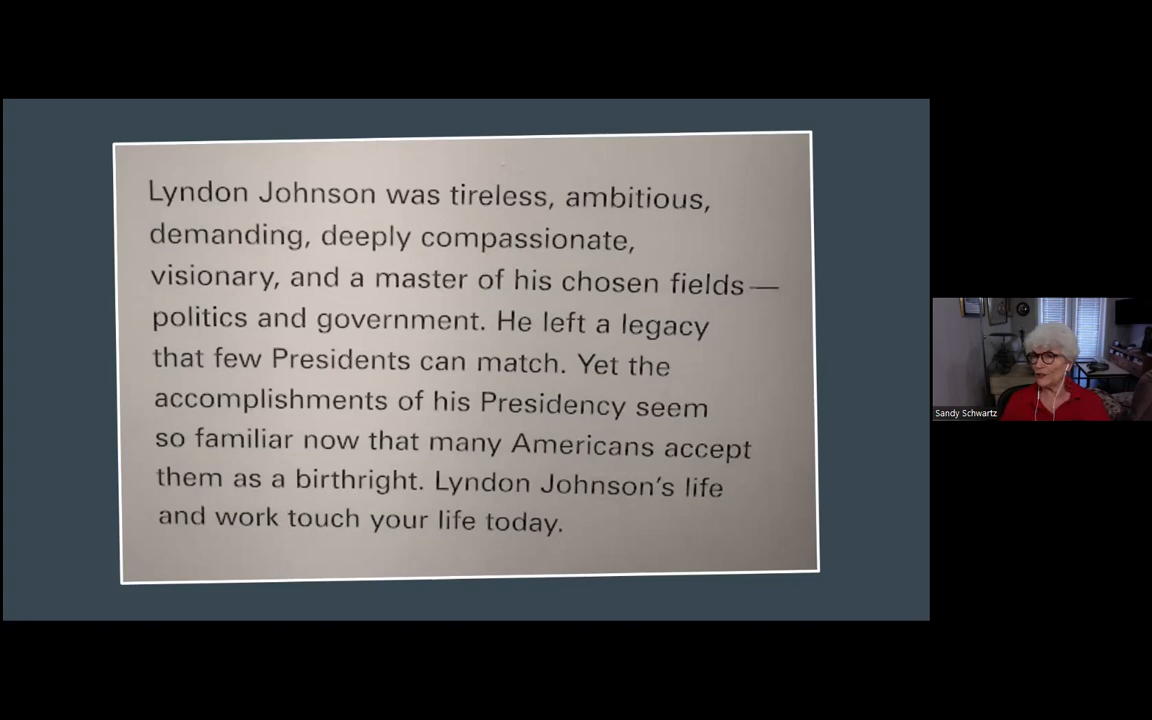 Lyndon Johnson was tireless, ambitious,
demanding, deeply compassionate,
visionary, and a master of his chosen fields—
politics and government. He left a legacy
that few Presidents can match. Yet the
accomplishments of his Presidency seem
so familiar now that many Americans accept
them as a birthright. Lyndon Johnson's life
and work touch your life today.
Sandy Schwartz